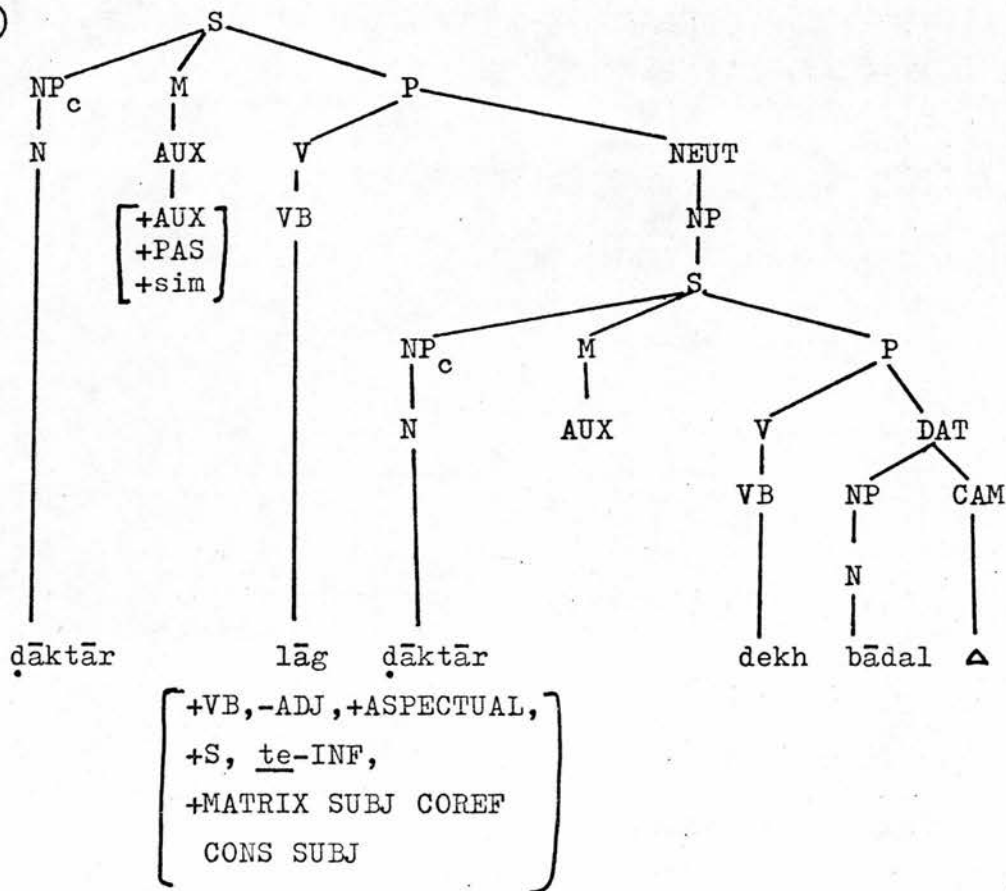 )
S
NPc M P
N AUX V NEUT
[+AUX VB NP
+PAS
+sim] S
NPc M P
N AUX V DAT
VB NP CAM
N
ḍāktār lāg ḍāktār dekh bādal Δ
[+VB,-ADJ,+ASPECTUAL,
+S, te-INF,
+MATRIX SUBJ COREF
CONS SUBJ]